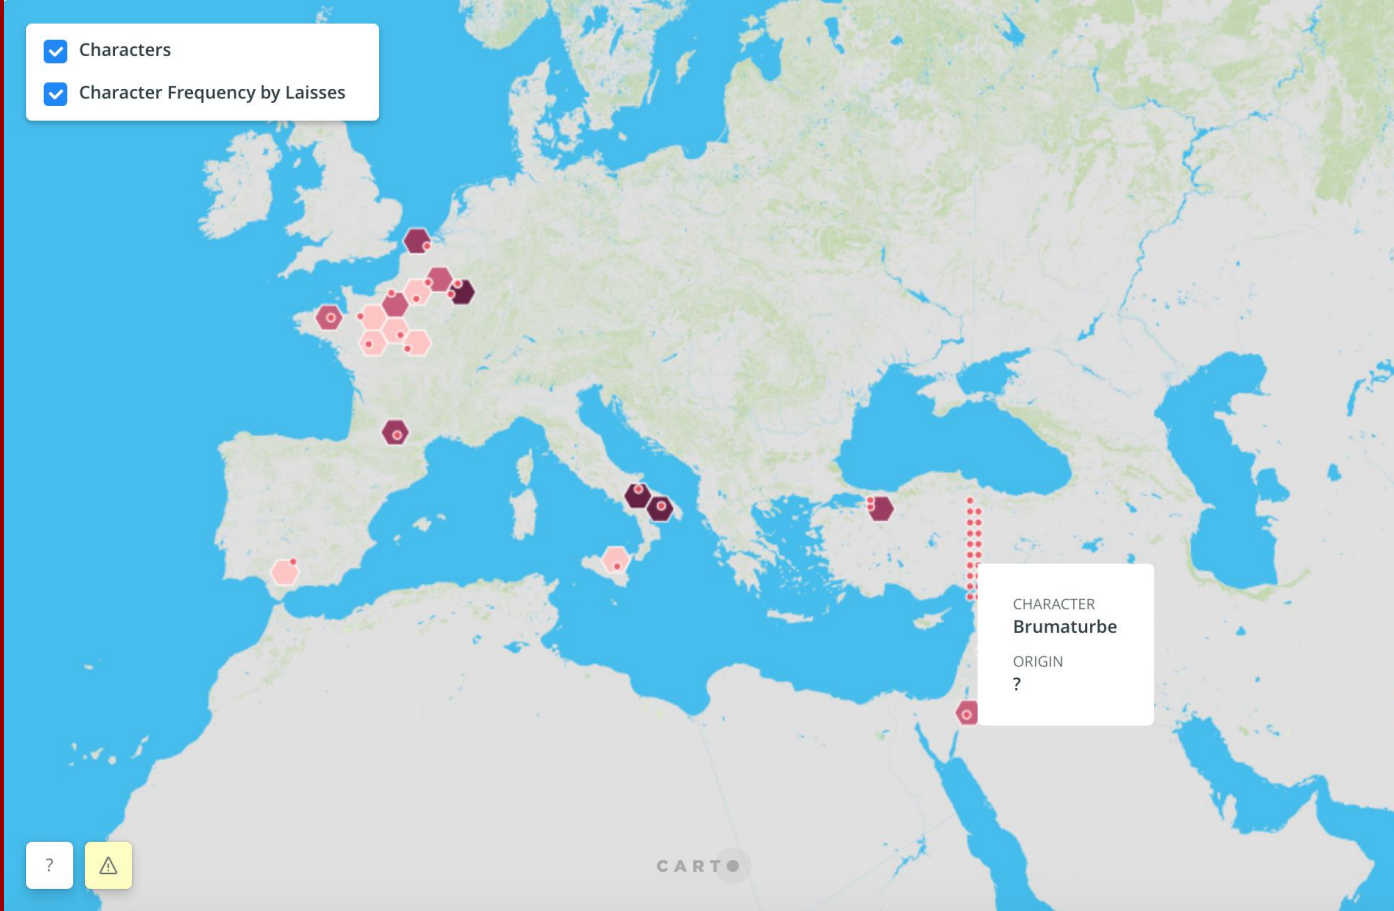 Characters
Character Frequency by Laisses
CHARACTER
Brumaturbe
ORIGIN
?
?
CARTO